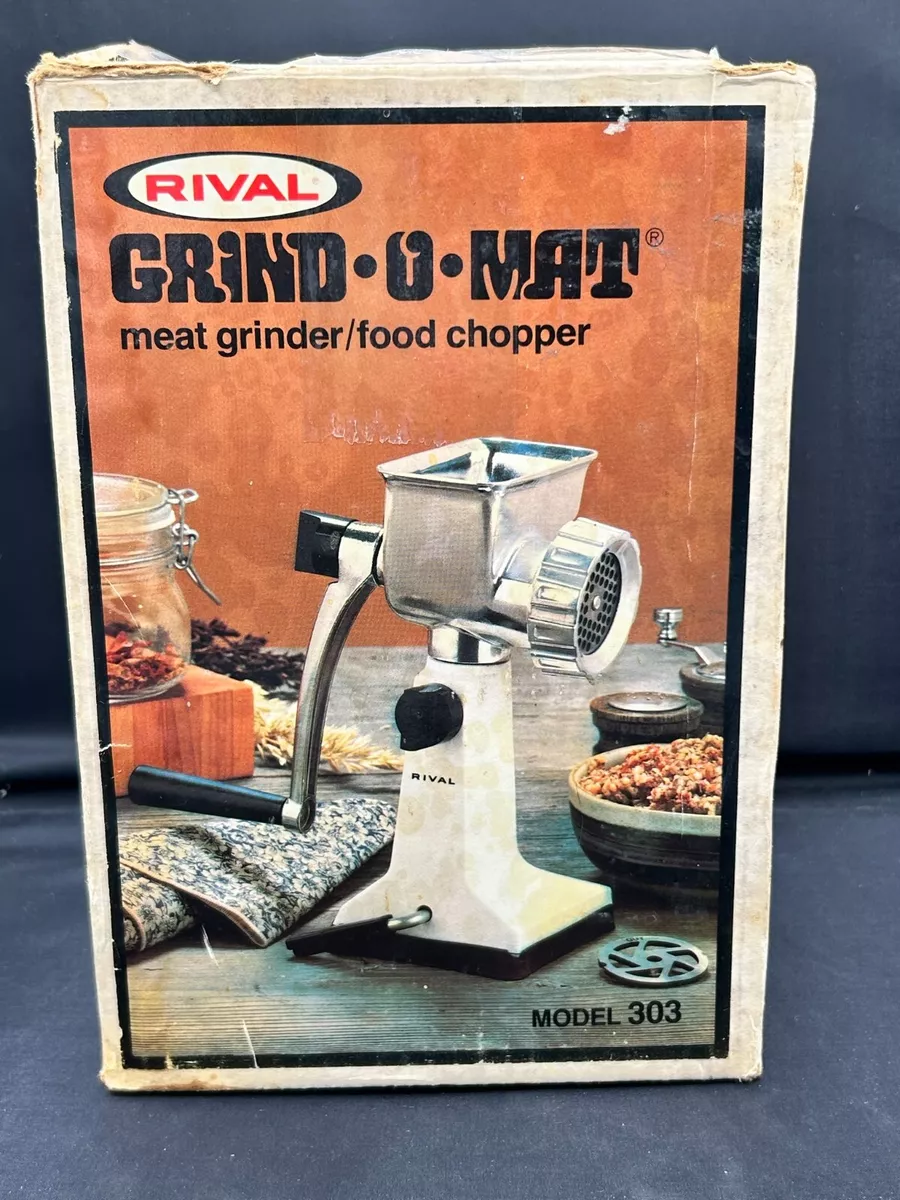 RIVAL
GRIND•O•MAT®
meat grinder/food chopper
RIVAL
MODEL 303